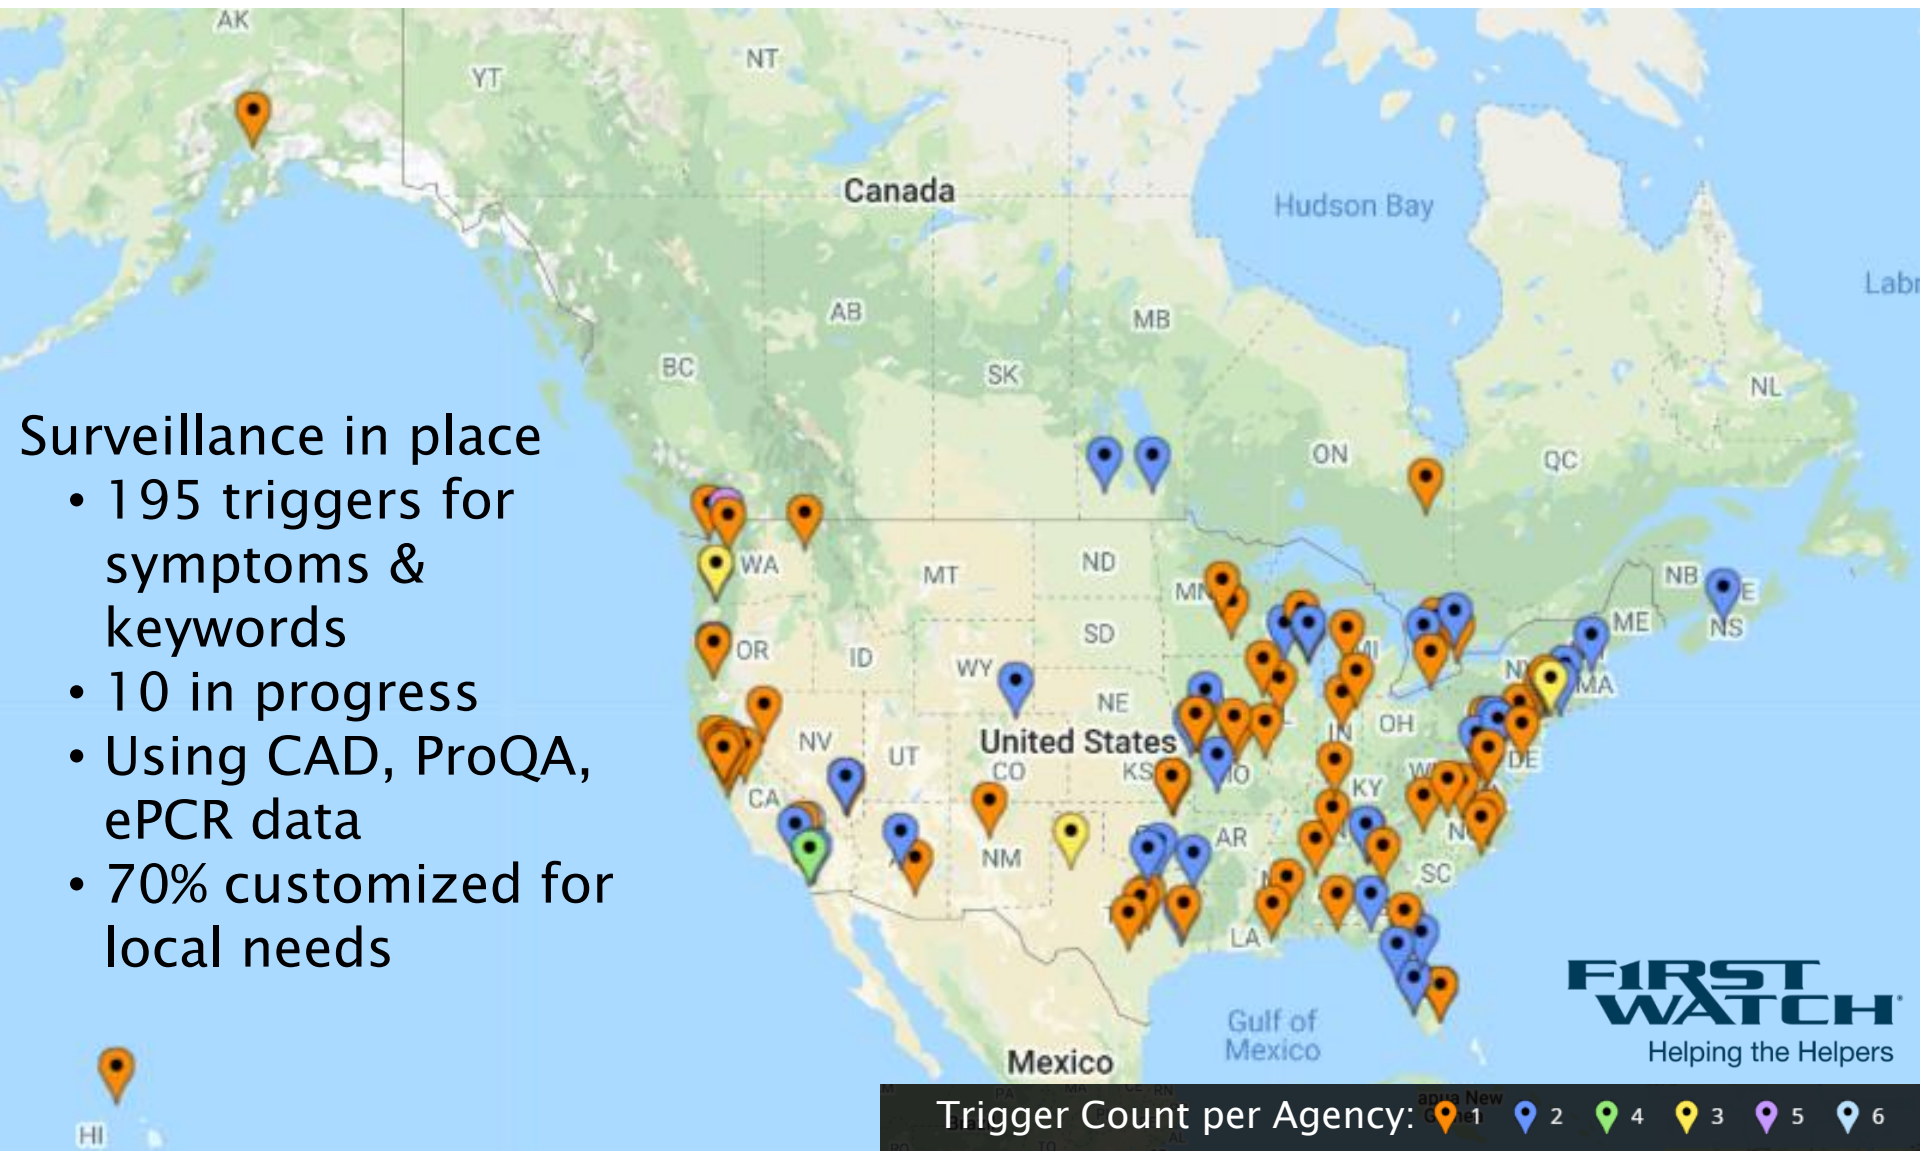 AK
YT
NT
Canada
Hudson Bay
Labr
AB
MB
BC
SK
NL
ON
QC
Surveillance in place
• 195 triggers for
symptoms &
keywords
• 10 in progress
• Using CAD, ProQA,
ePCR data
• 70% customized for
local needs
WA
MT
ND
MN
NB
E
NS
ME
OR
ID
SD
WY
MI
MA
NE
NV
UT
United States
CO
KS
IN
OH
DE
CA
KY
NM
AR
SC
LA
Gulf of
Mexico
Mexico
HI
FIRST
WATCH
Helping the Helpers
Trigger Count per Agency: 1 2 4 3 5 6